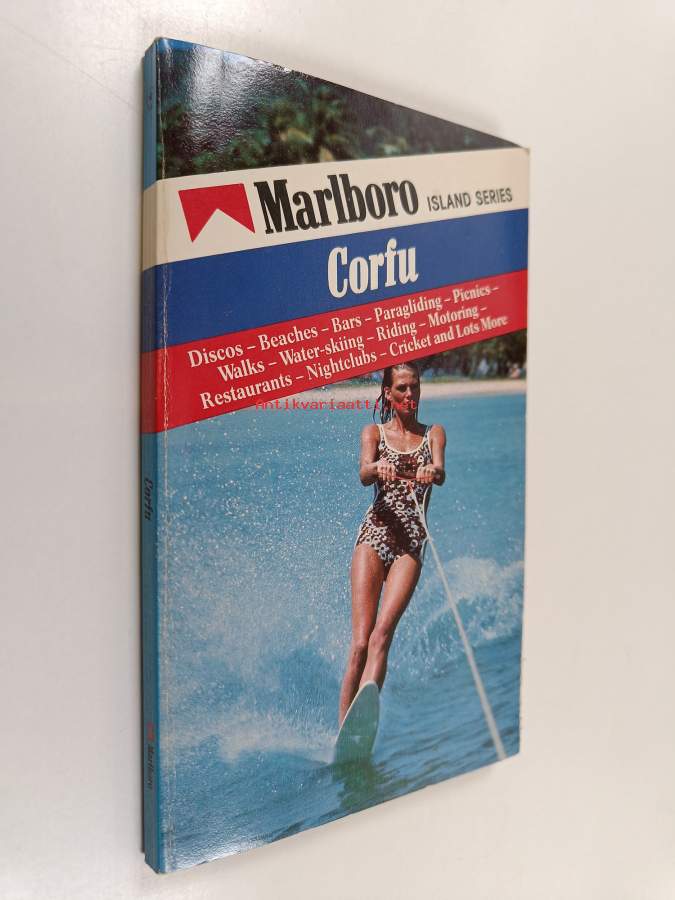 Marlboro ISLAND SERIES
Corfu
Discos – Beaches – Bars – Paragliding – Picnics –
Walks – Water-skiing – Riding – Motoring –
Restaurants – Nightclubs – Cricket and Lots More
Antikvariaatti.net
Corfu
Marlboro